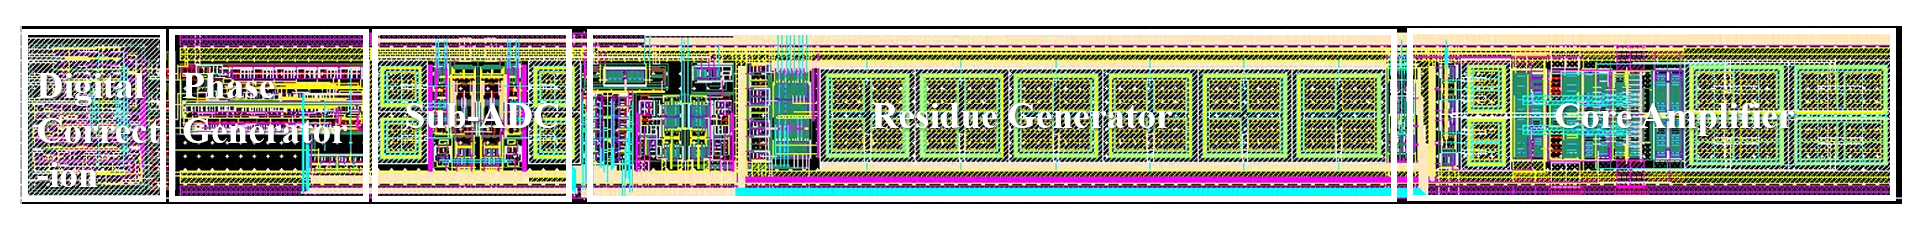 Digital
Correct
-ion
Phase
Generator
Sub-ADC
Residue Generator
Core Amplifier